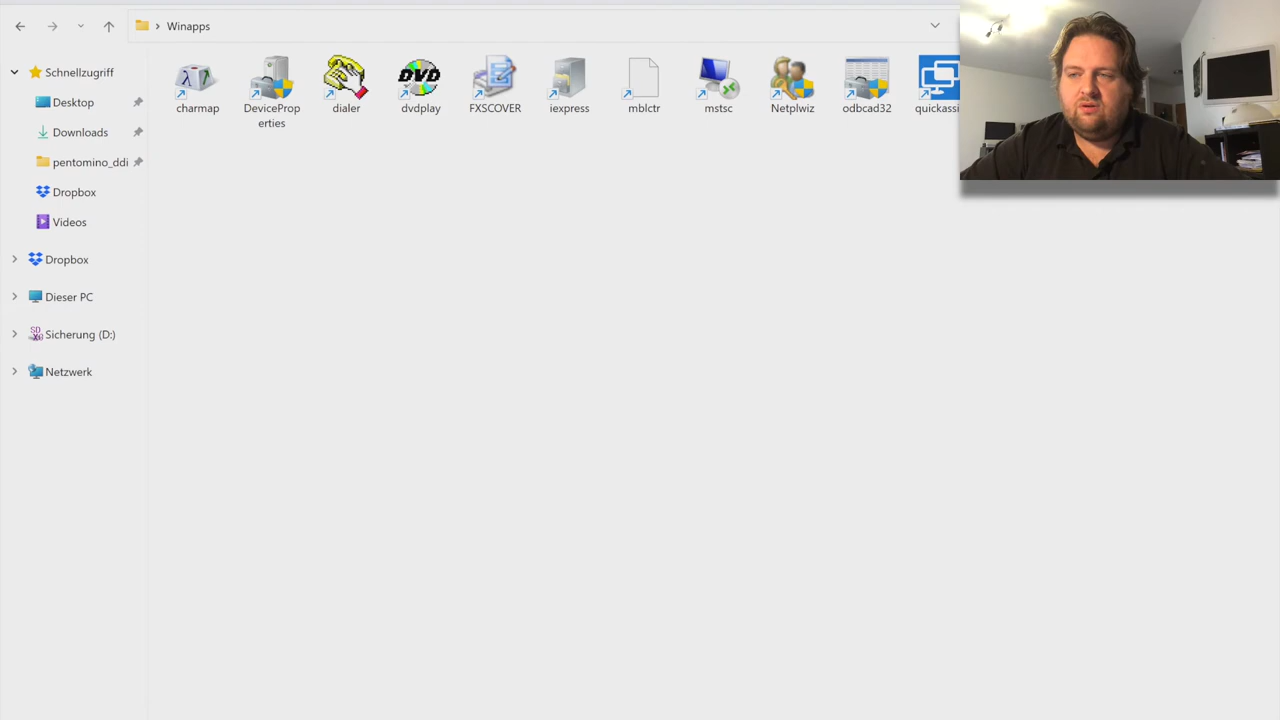 Winapps
Schnellzugriff
Desktop
Downloads
pentomino_ddi
Dropbox
Videos
Dropbox
Dieser PC
Sicherung (D:)
Netzwerk
charmap
DeviceProp
erties
dialer
DVD
dvdplay
FXSCOVER
iexpress
mblctr
mstsc
Netplwiz
odbcad32
quickassi